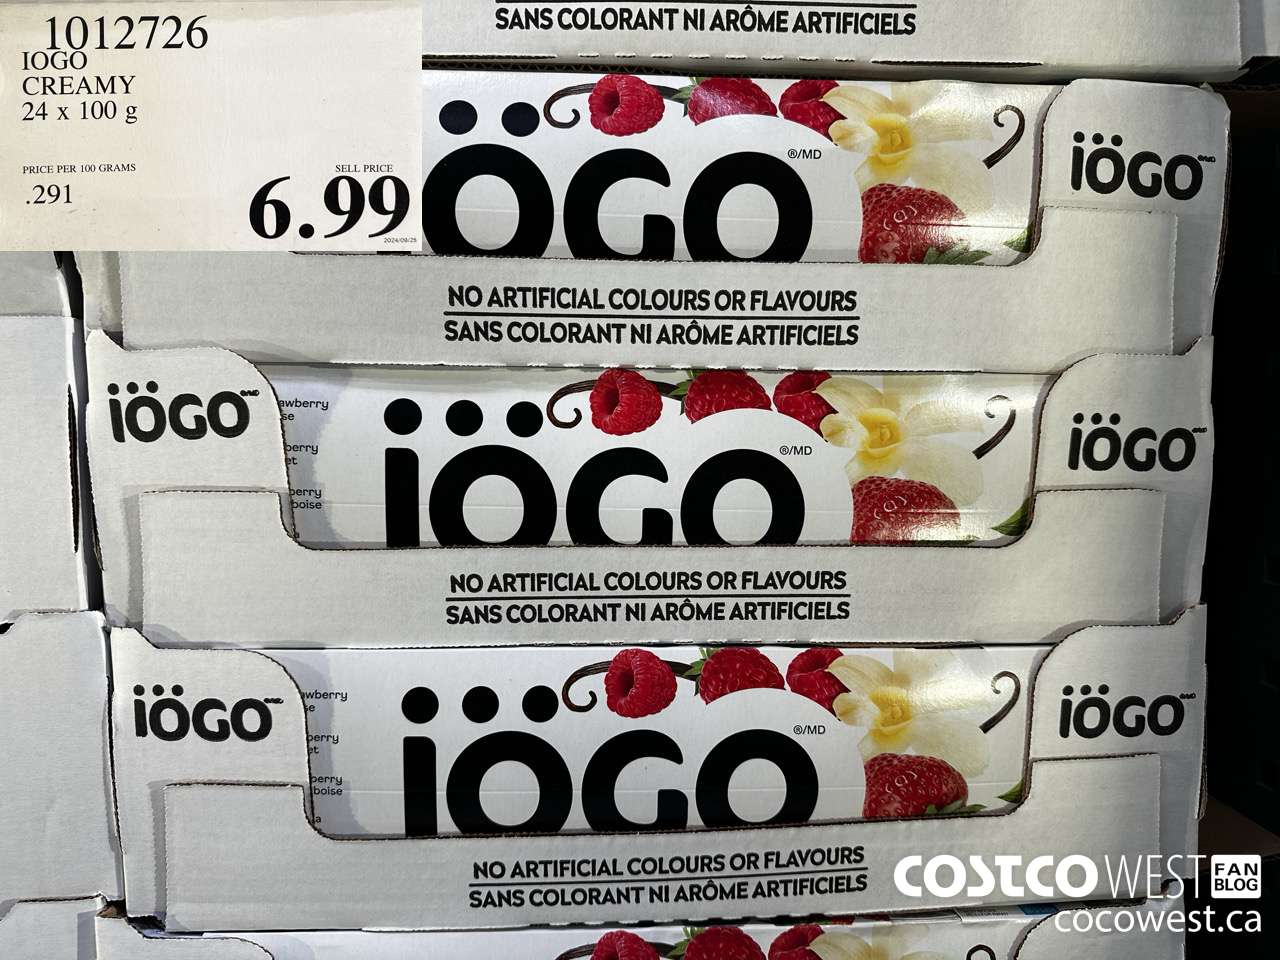 SANS COLORANT NI ARÔME ARTIFICIELS
1012726
IOGO
CREAMY
24 x 100 g
PRICE PER 100 GRAMS
.291
SELL PRICE
6.99
2024/09/25
®/MD
iögo
iögo
NO ARTIFICIAL COLOURS OR FLAVOURS
SANS COLORANT NI ARÔME ARTIFICIELS
iögo
®/MD
iögo
iögo
NO ARTIFICIAL COLOURS OR FLAVOURS
SANS COLORANT NI ARÔME ARTIFICIELS
iögo
®/MD
iögo
iögo
NO ARTIFICIAL COLOURS OR FLAVOURS
SANS COLORANT NI ARÔME ARTIFICIELS
COSTCO WEST FAN BLOG
cocowest.ca